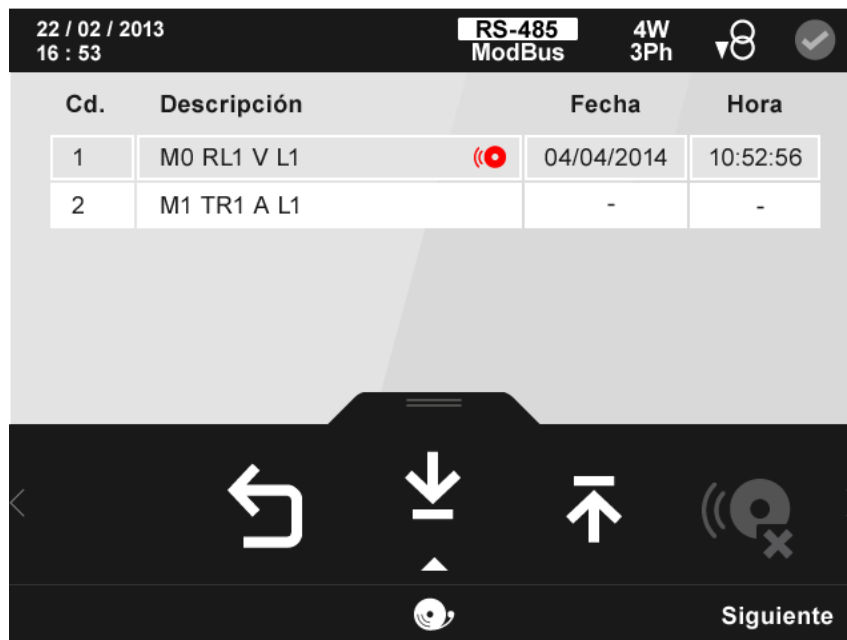 22 / 02 / 2013 RS-485 4W
16 : 53 ModBus 3Ph
Cd. Descripción Fecha Hora
1 M0 RL1 V L1 04/04/2014 10:52:56
2 M1 TR1 A L1 - -
Siguiente